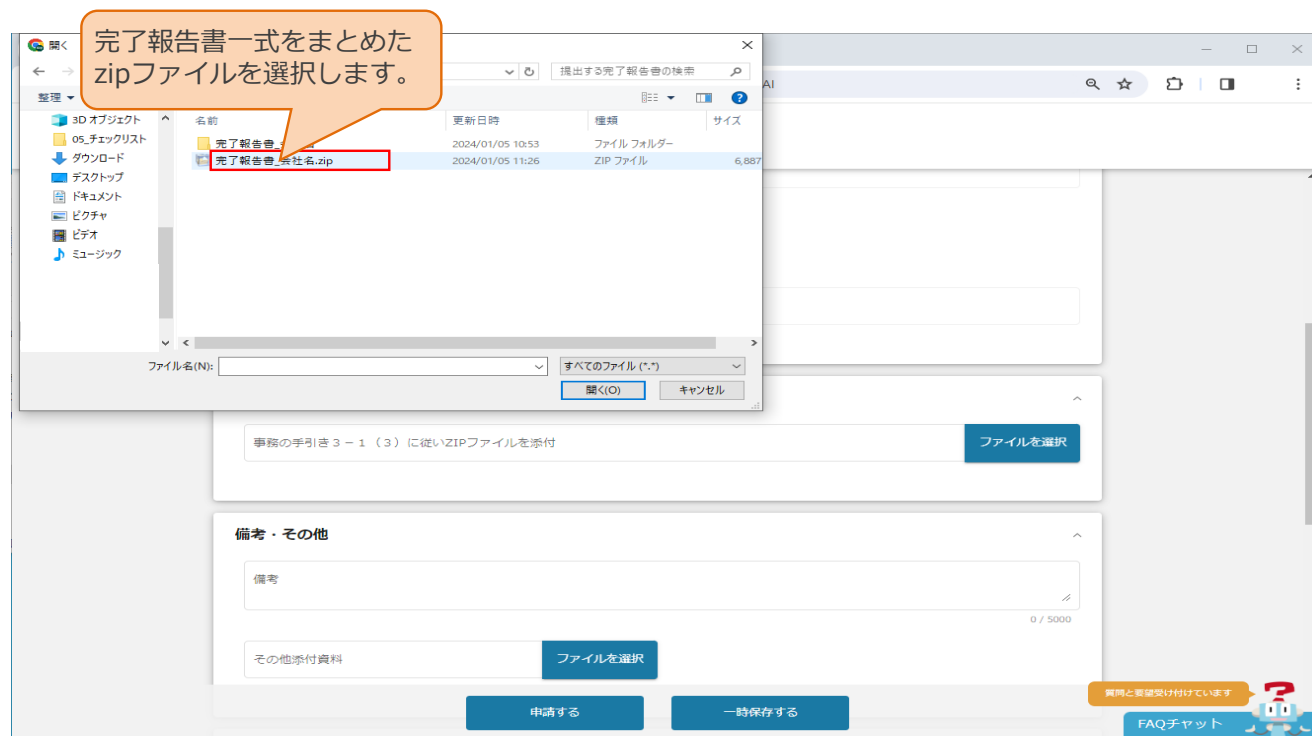 完了報告書一式をまとめた
zipファイルを選択します。
開く
提出する完了報告書の検索
AI
整理
3D オブジェクト
05_チェックリスト
ダウンロード
デスクトップ
ドキュメント
ピクチャ
ビデオ
ミュージック
名前 更新日時 種類 サイズ
完了報告書_ 2024/01/05 10:53 ファイル フォルダー
完了報告書_会社名.zip 2024/01/05 11:26 ZIP ファイル 6,887
ファイル名(N): すべてのファイル (*.*)
開く(O) キャンセル
事務の手引き3-1(3)に従いZIPファイルを添付 ファイルを選択
備考・その他
備考
0 / 5000
その他添付資料 ファイルを選択
申請する 一時保存する
質問と要望受け付けています
FAQチャット